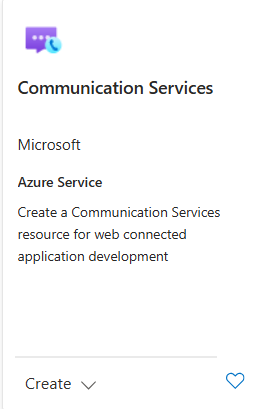 Communication Services
Microsoft
Azure Service
Create a Communication Services
resource for web connected
application development
Create